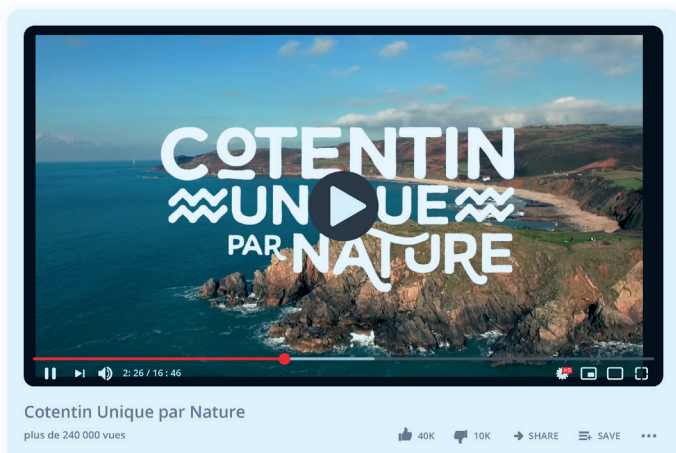 COTENTIN
UNIQUE
PAR NATURE
HD
2:26 / 16:46
Cotentin Unique par Nature
plus de 240 000 vues
40K
10K
SHARE
SAVE